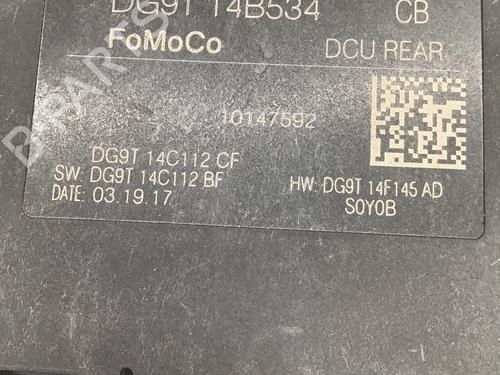 DG9T 14B534 CB
FoMoCo DCU REAR
10147592
DG9T 14C112 CF
SW: DG9T 14C112 BF
HW: DG9T 14F145 AD
DATE: 03.19.17
S0Y0B
B-PARTS